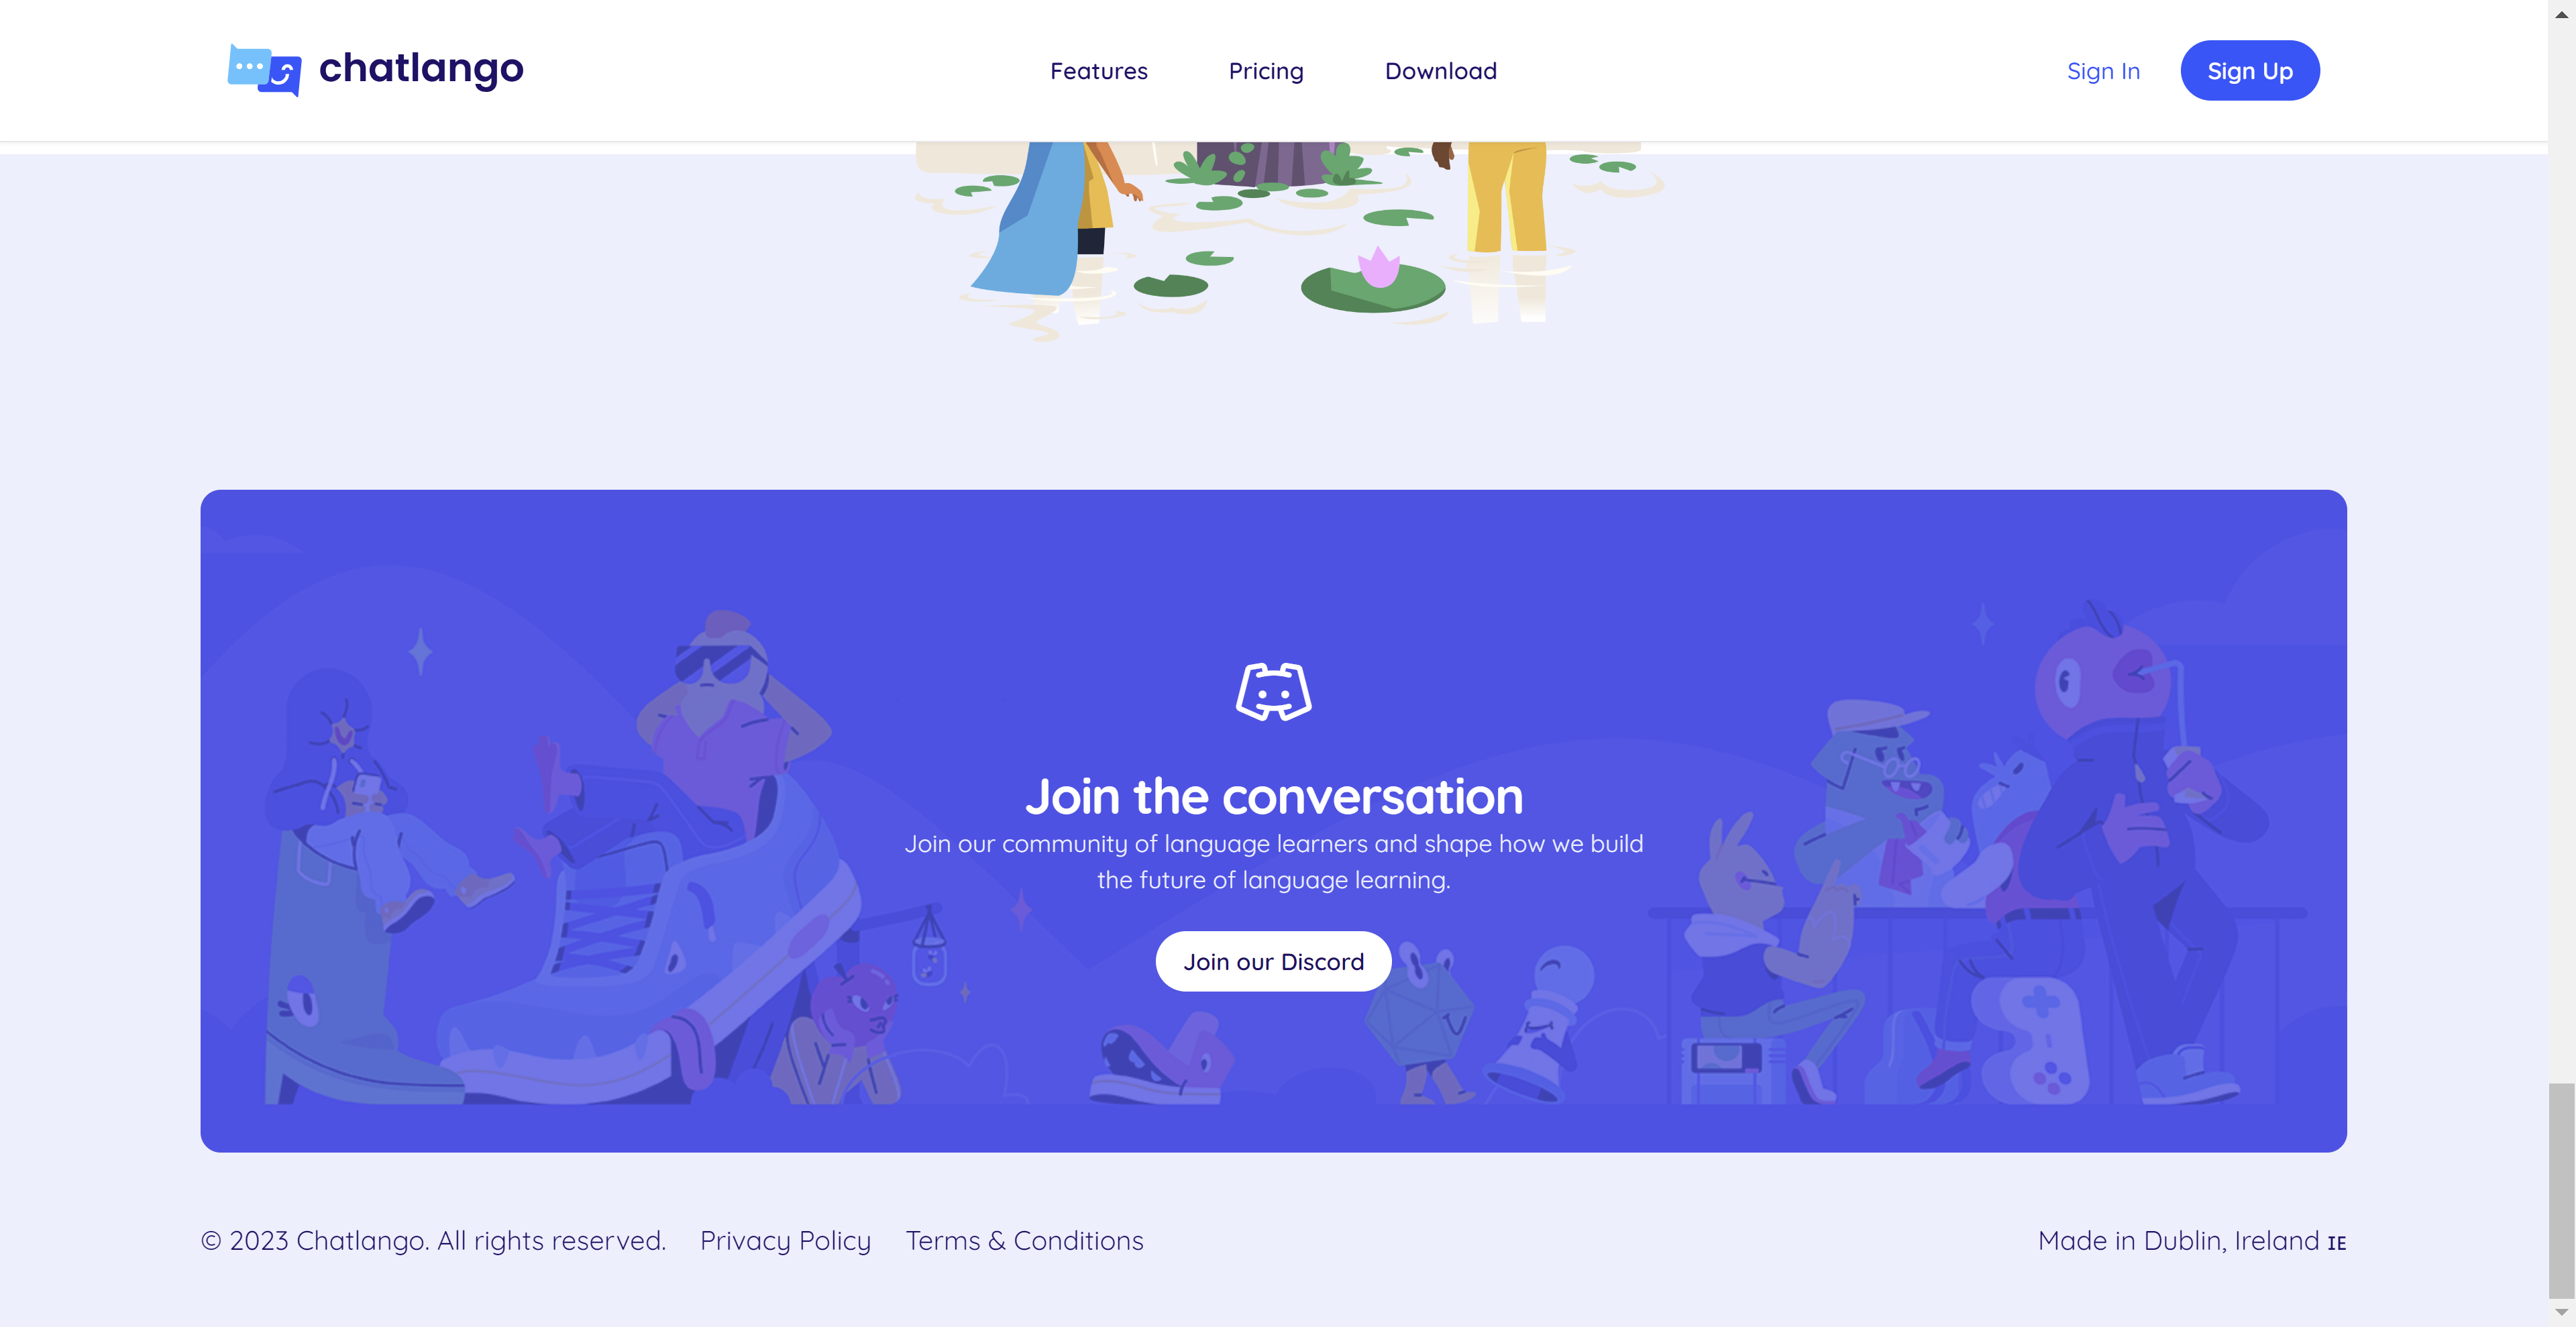 chatlango
Features
Pricing
Download
Sign In
Sign Up
Join the conversation
Join our community of language learners and shape how we build
the future of language learning.
Join our Discord
© 2023 Chatlango. All rights reserved.
Privacy Policy
Terms & Conditions
Made in Dublin, Ireland IE